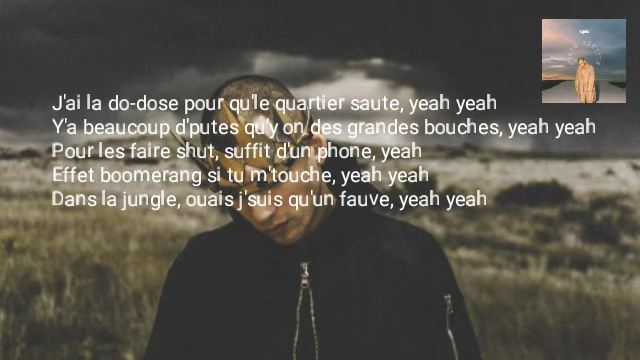 J'ai la do-dose pour qu'le quartier saute, yeah yeah
Y'a beaucoup d'putes qu'y on des grandes bouches, yeah yeah
Pour les faire shut, suffit d'un phone, yeah
Effet boomerang si tu m'touche, yeah yeah
Dans la jungle, ouais j'suis qu'un fauve, yeah yeah